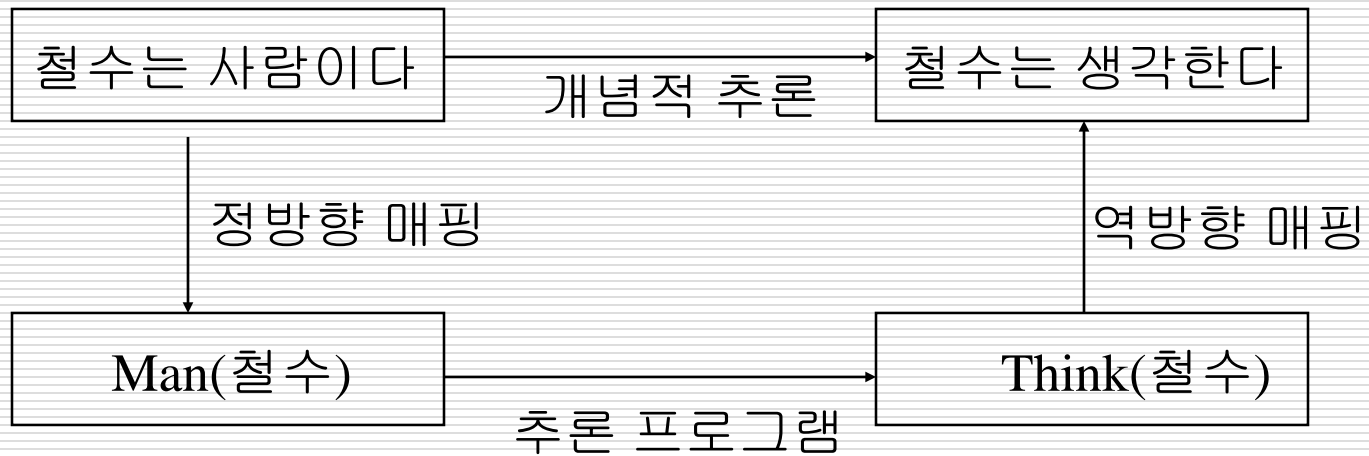 철수는 사람이다
개념적 추론
철수는 생각한다
정방향 매핑
역방향 매핑
Man(철수)
추론 프로그램
Think(철수)